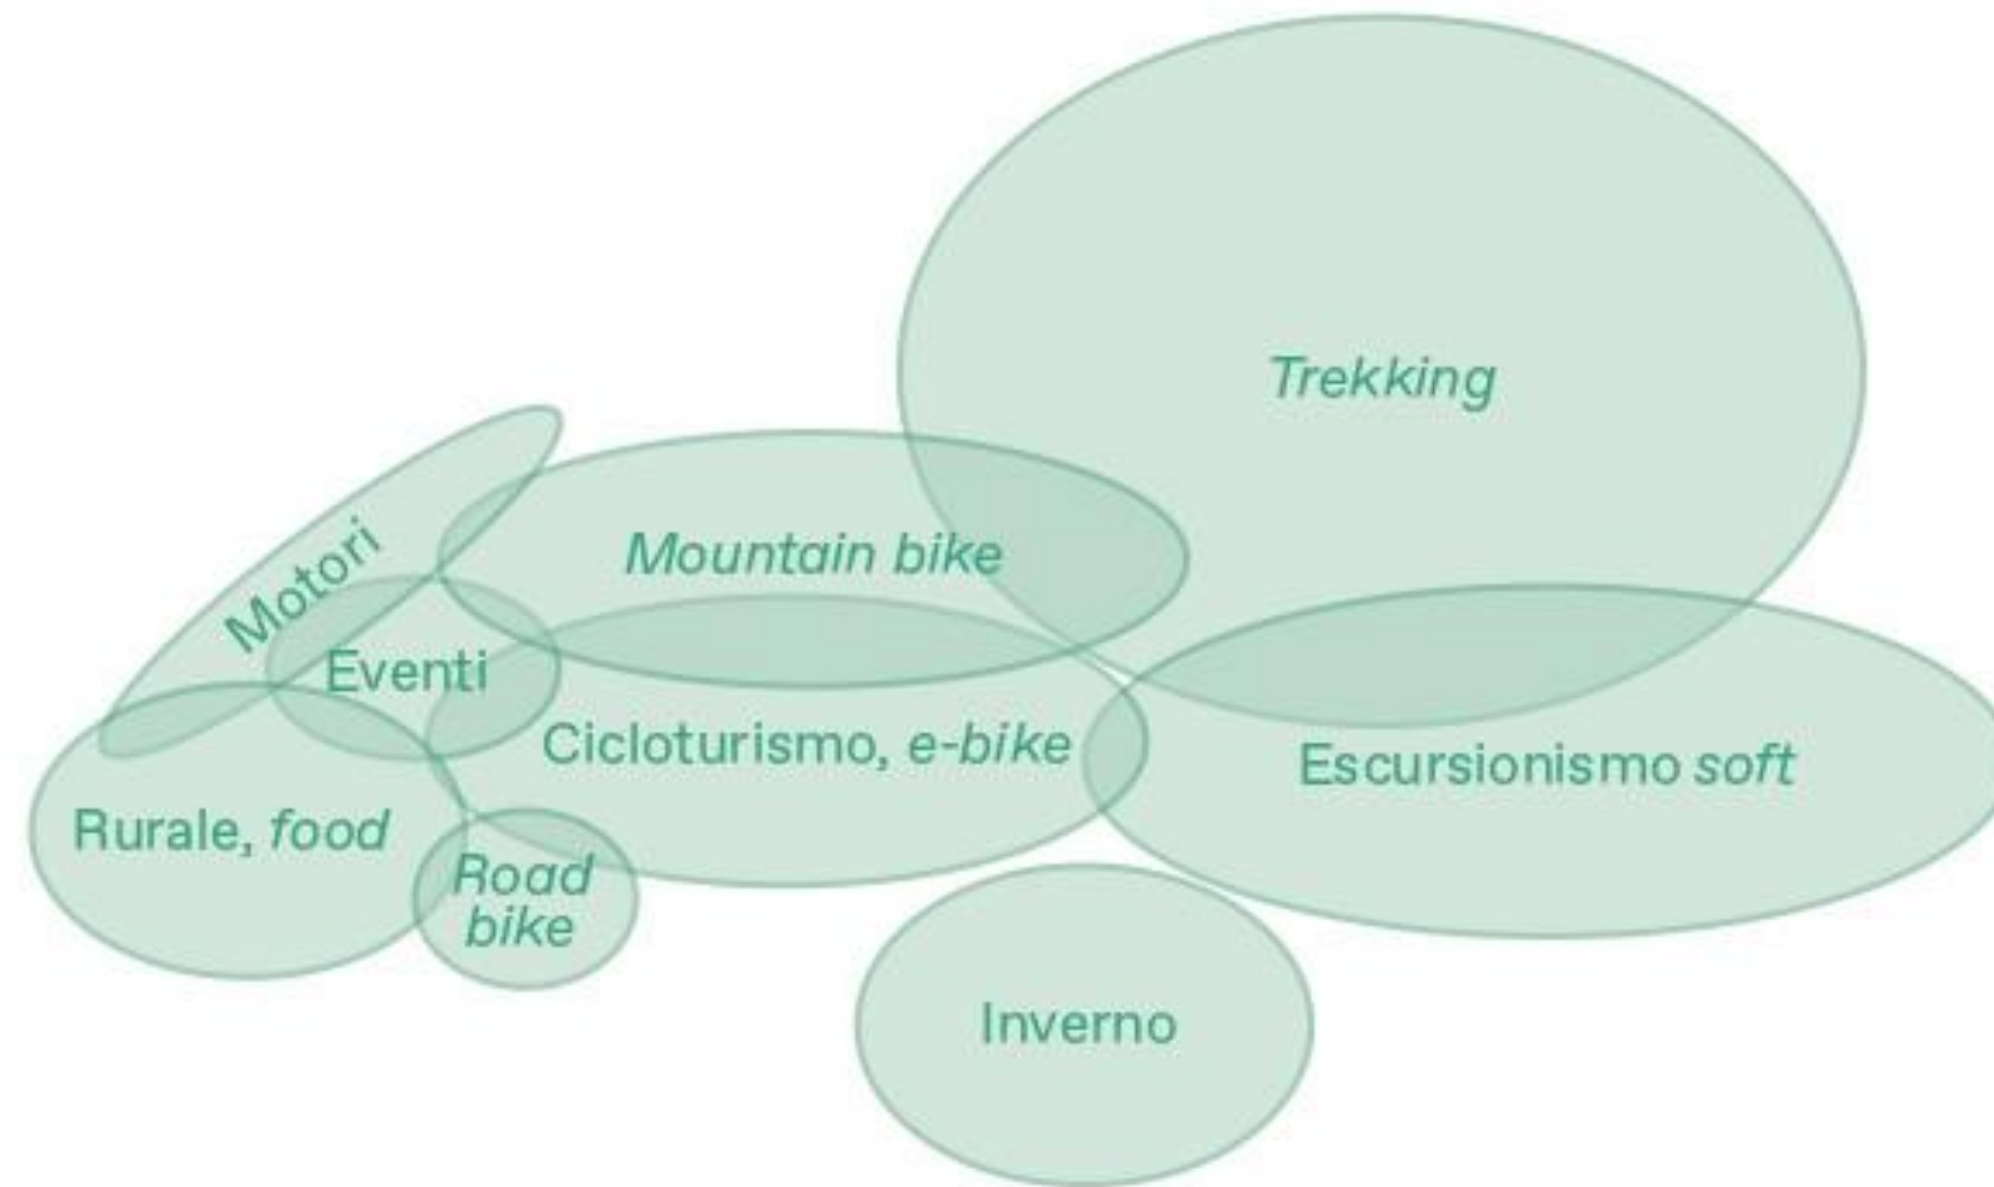 Trekking
Motori
Mountain bike
Eventi
Cicloturismo, e-bike
Escursionismo soft
Rurale, food
Road
bike
Inverno